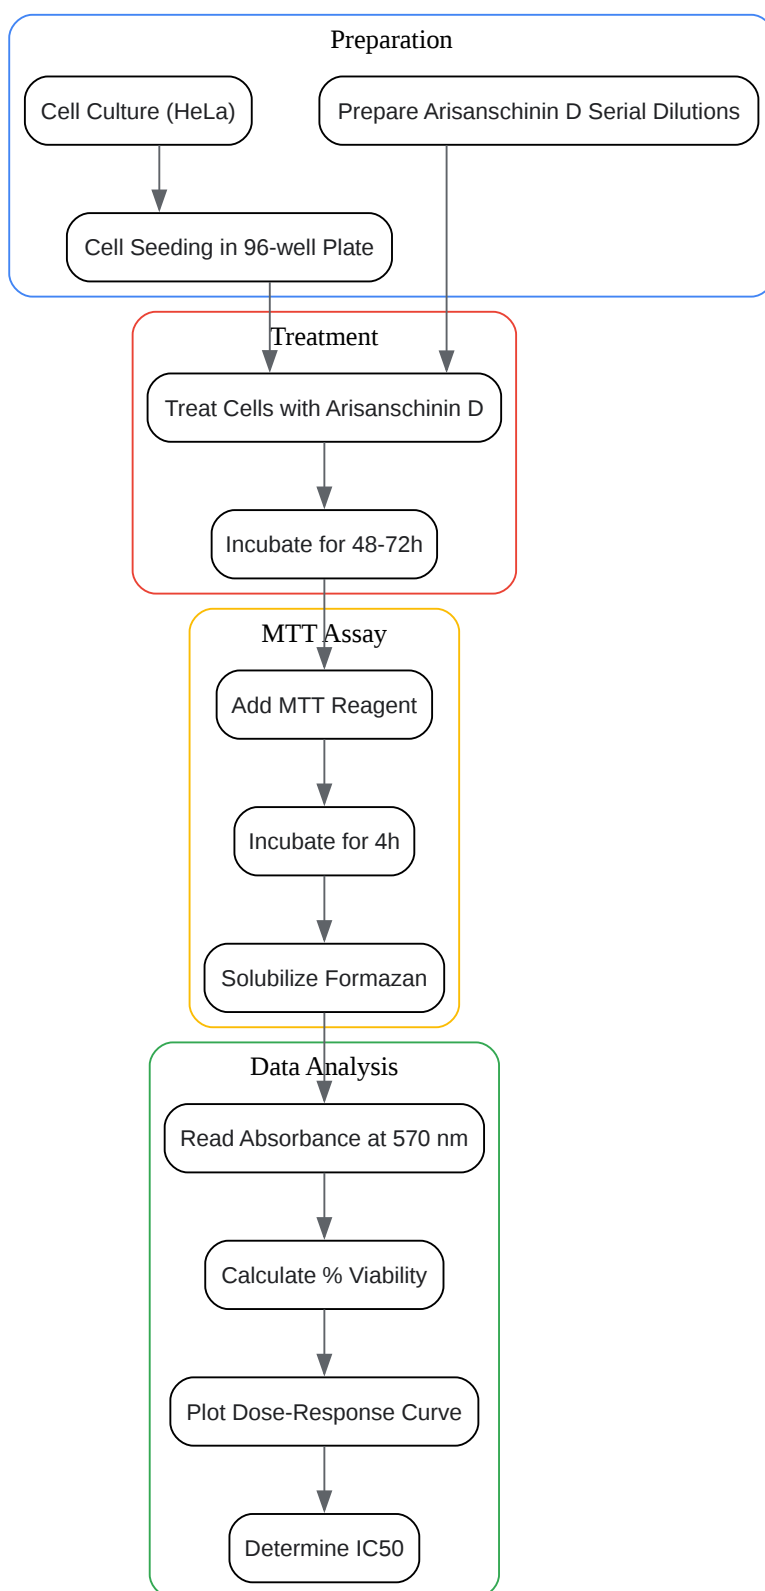 Preparation
Cell Culture (HeLa)
Prepare Arisanschinin D Serial Dilutions
Cell Seeding in 96-well Plate
Treatment
Treat Cells with Arisanschinin D
Incubate for 48-72h
MTT Assay
Add MTT Reagent
Incubate for 4h
Solubilize Formazan
Data Analysis
Read Absorbance at 570 nm
Calculate % Viability
Plot Dose-Response Curve
Determine IC50